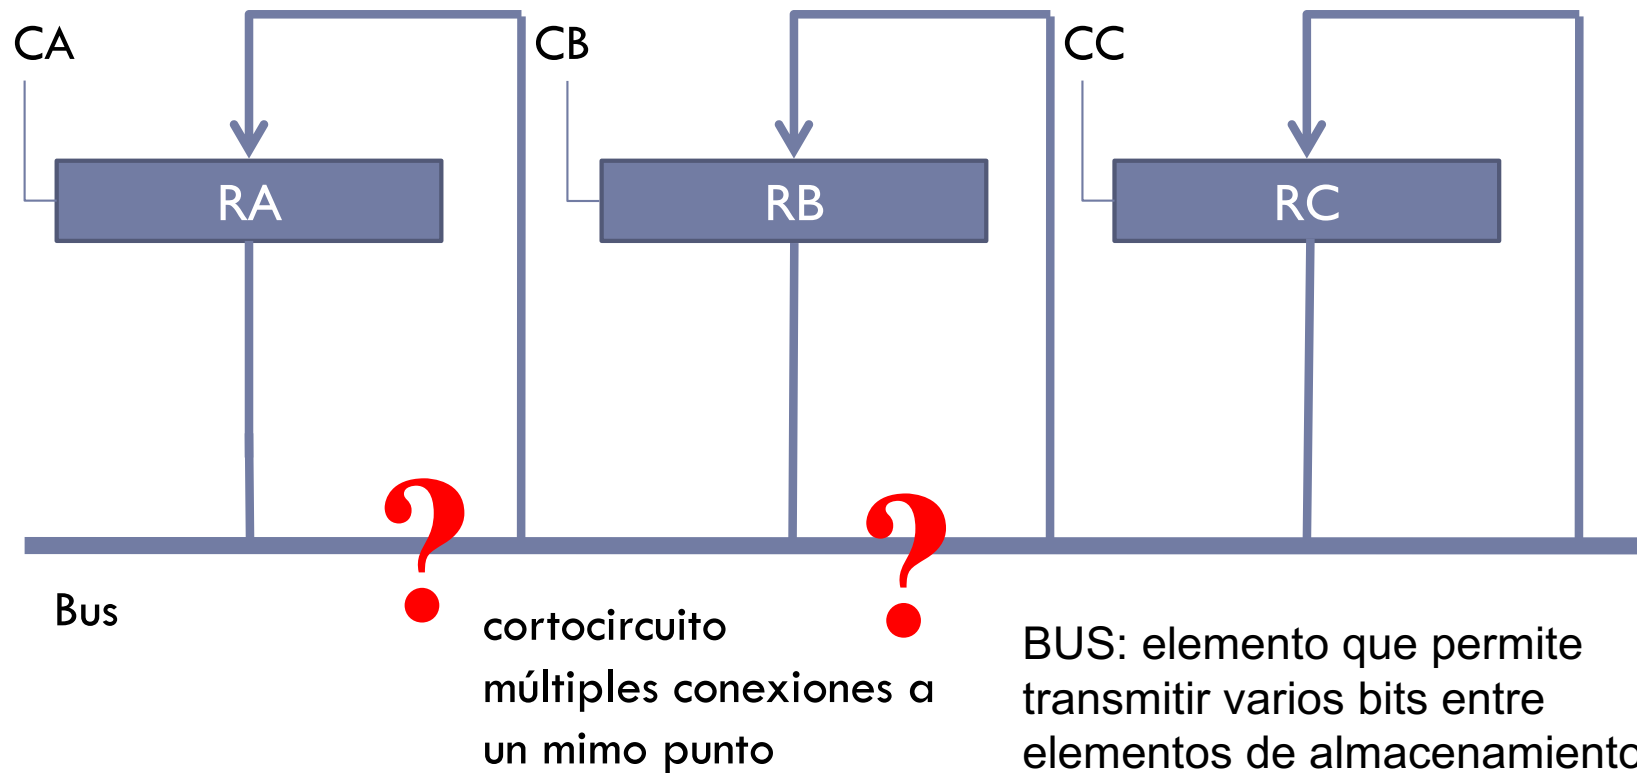 CA
CB
CC
RA
RB
RC
?
?
Bus
cortocircuito
múltiples conexiones a
un mimo punto
BUS: elemento que permite
transmitir varios bits entre
elementos de almacenamiento